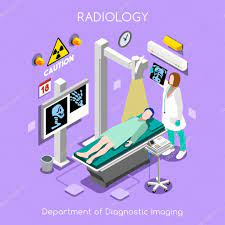 RADIOLOGY
CAUTION
18
Department of Diagnostic Imaging